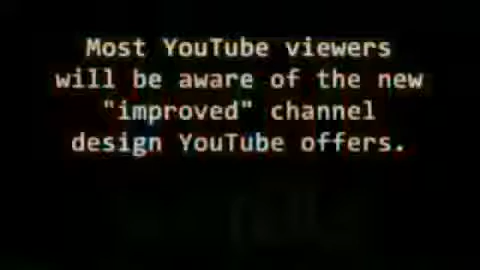 Most YouTube viewers
will be aware of the new
"improved" channel
design YouTube offers.